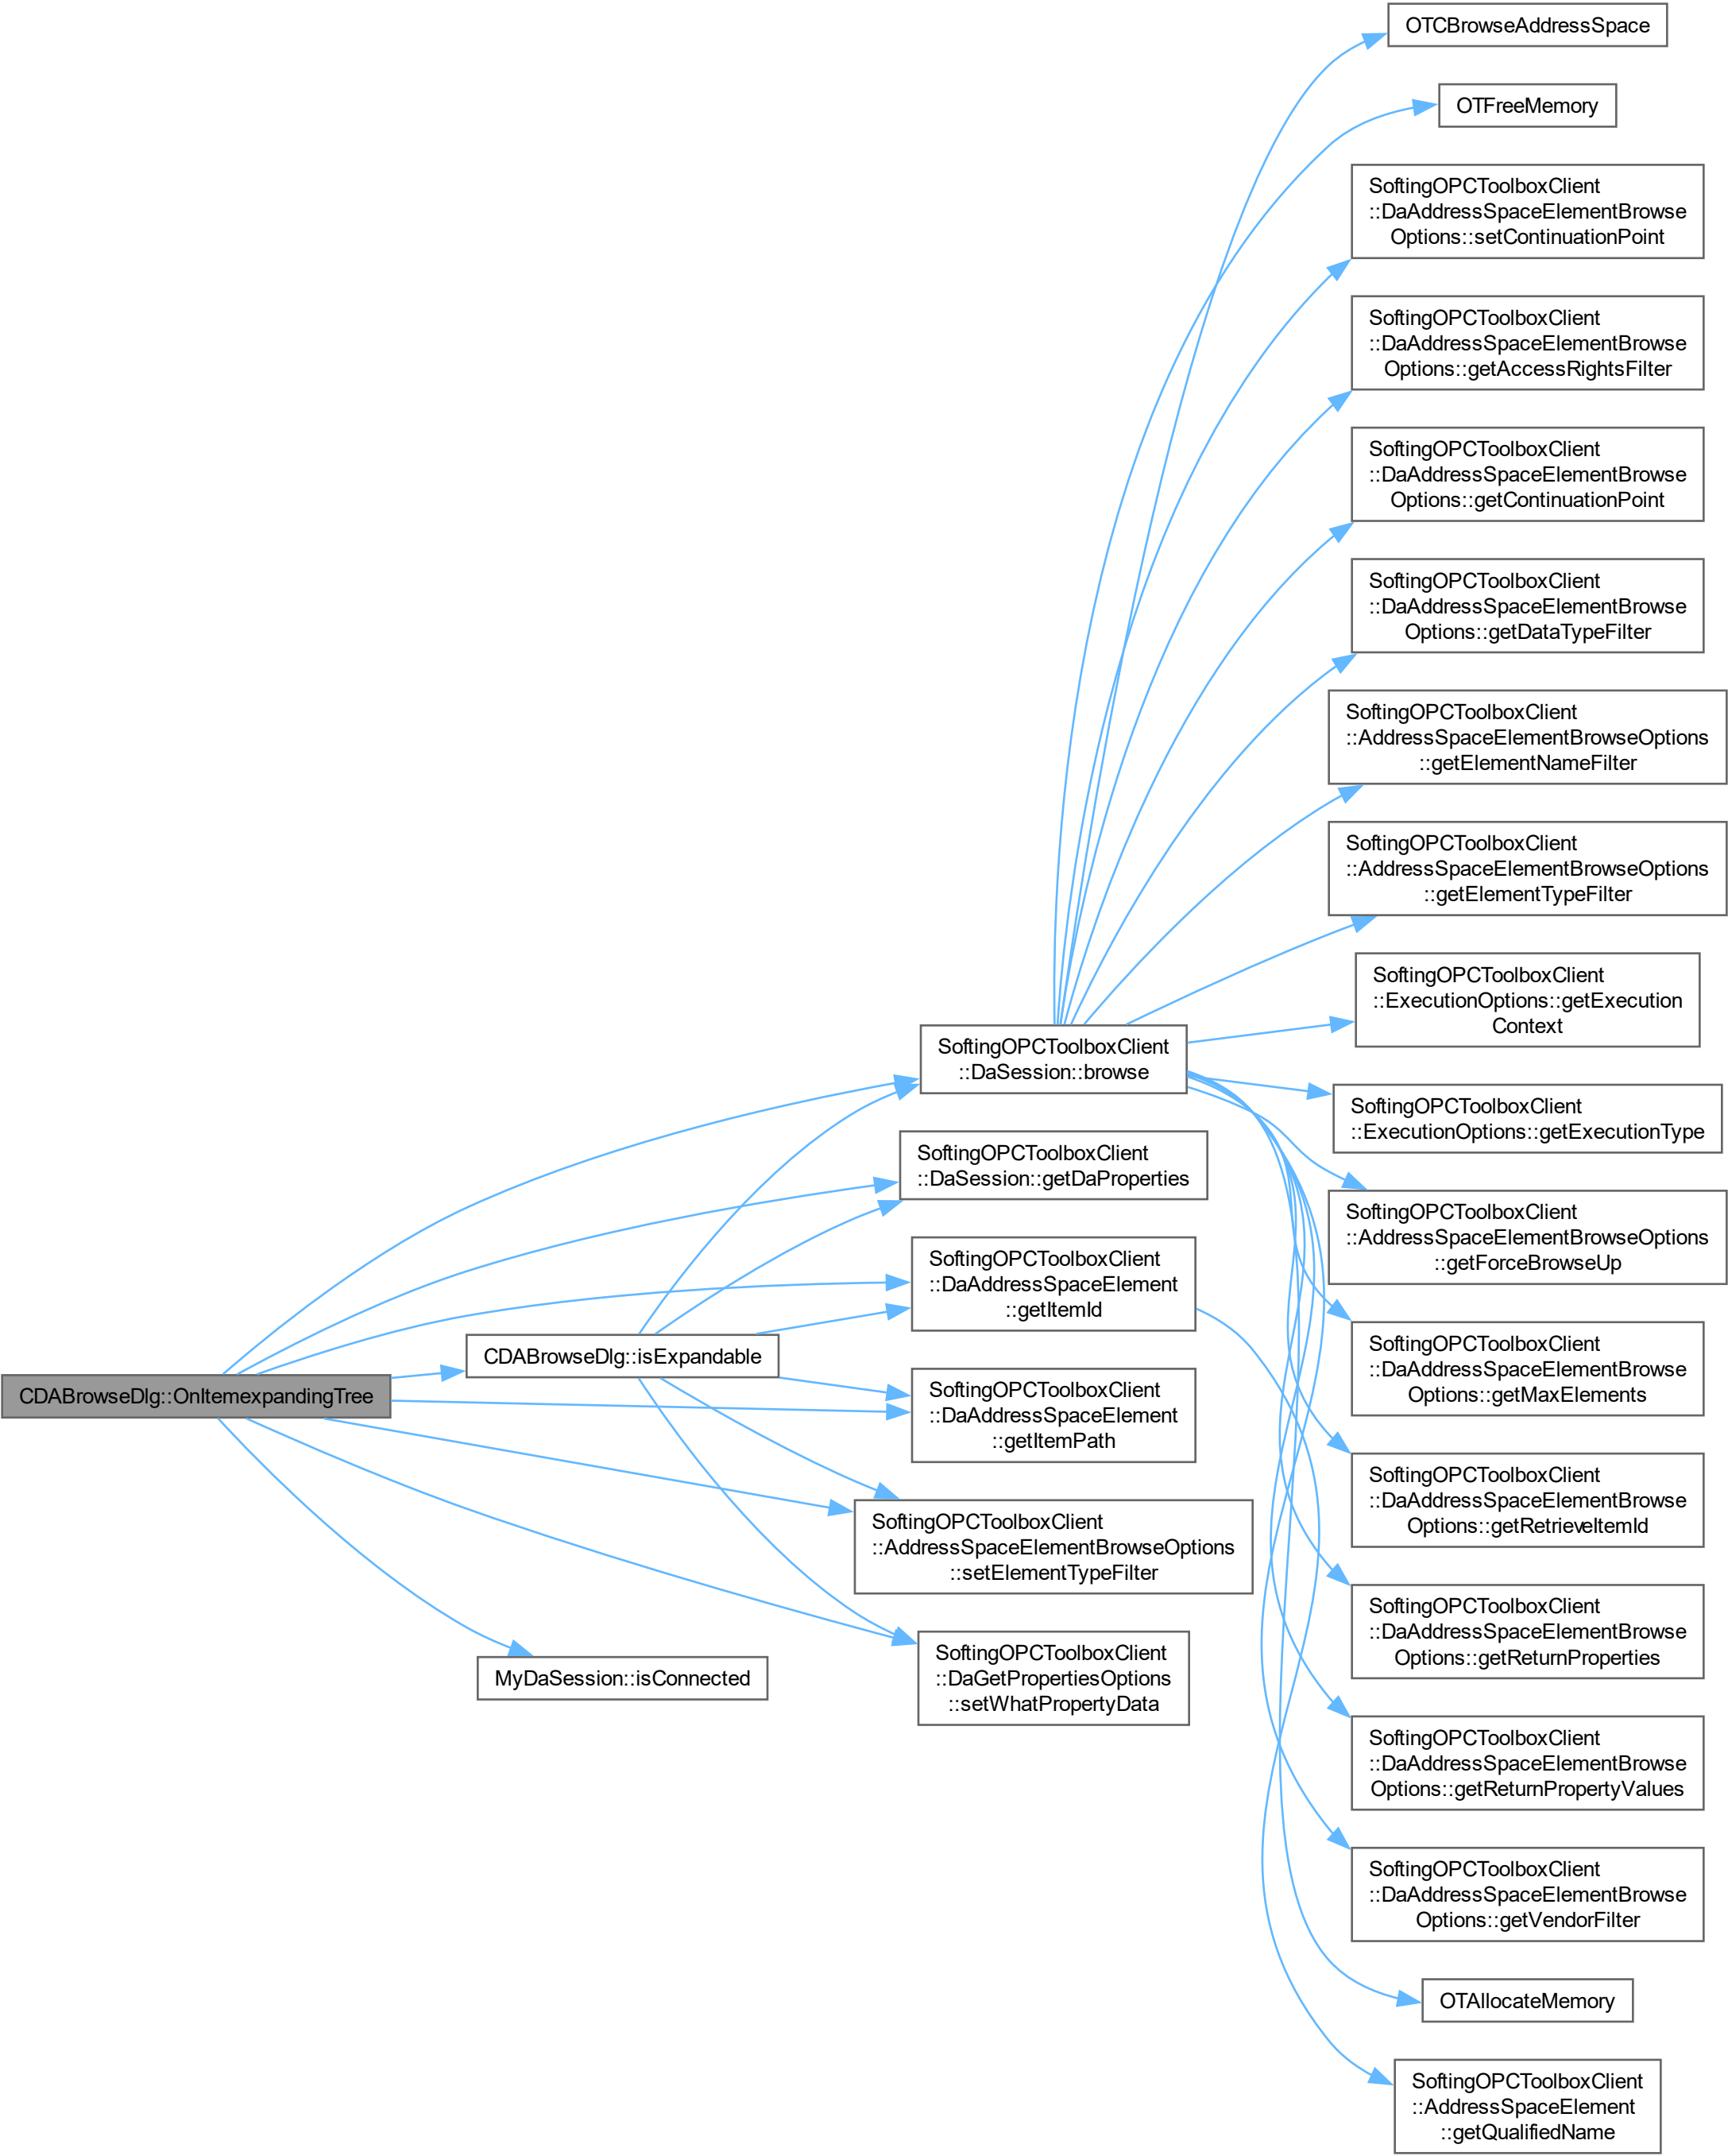 CDABrowseDlg::OnItemexpandingTree
CDABrowseDlg::isExpandable
MyDaSession::isConnected
SoftingOPCToolboxClient
::DaSession::browse
SoftingOPCToolboxClient
::DaSession::getDaProperties
SoftingOPCToolboxClient
::DaAddressSpaceElement
::getItemId
SoftingOPCToolboxClient
::DaAddressSpaceElement
::getItemPath
SoftingOPCToolboxClient
::AddressSpaceElementBrowseOptions
::setElementTypeFilter
SoftingOPCToolboxClient
::DaGetPropertiesOptions
::setWhatPropertyData
OTCBrowseAddressSpace
OTFreeMemory
SoftingOPCToolboxClient
::DaAddressSpaceElementBrowse
Options::setContinuationPoint
SoftingOPCToolboxClient
::DaAddressSpaceElementBrowse
Options::getAccessRightsFilter
SoftingOPCToolboxClient
::DaAddressSpaceElementBrowse
Options::getContinuationPoint
SoftingOPCToolboxClient
::DaAddressSpaceElementBrowse
Options::getDataTypeFilter
SoftingOPCToolboxClient
::AddressSpaceElementBrowseOptions
::getElementNameFilter
SoftingOPCToolboxClient
::AddressSpaceElementBrowseOptions
::getElementTypeFilter
SoftingOPCToolboxClient
::ExecutionOptions::getExecution
Context
SoftingOPCToolboxClient
::ExecutionOptions::getExecutionType
SoftingOPCToolboxClient
::AddressSpaceElementBrowseOptions
::getForceBrowseUp
SoftingOPCToolboxClient
::DaAddressSpaceElementBrowse
Options::getMaxElements
SoftingOPCToolboxClient
::DaAddressSpaceElementBrowse
Options::getRetrieveItemId
SoftingOPCToolboxClient
::DaAddressSpaceElementBrowse
Options::getReturnProperties
SoftingOPCToolboxClient
::DaAddressSpaceElementBrowse
Options::getReturnPropertyValues
SoftingOPCToolboxClient
::DaAddressSpaceElementBrowse
Options::getVendorFilter
OTAllocateMemory
SoftingOPCToolboxClient
::AddressSpaceElement
::getQualifiedName